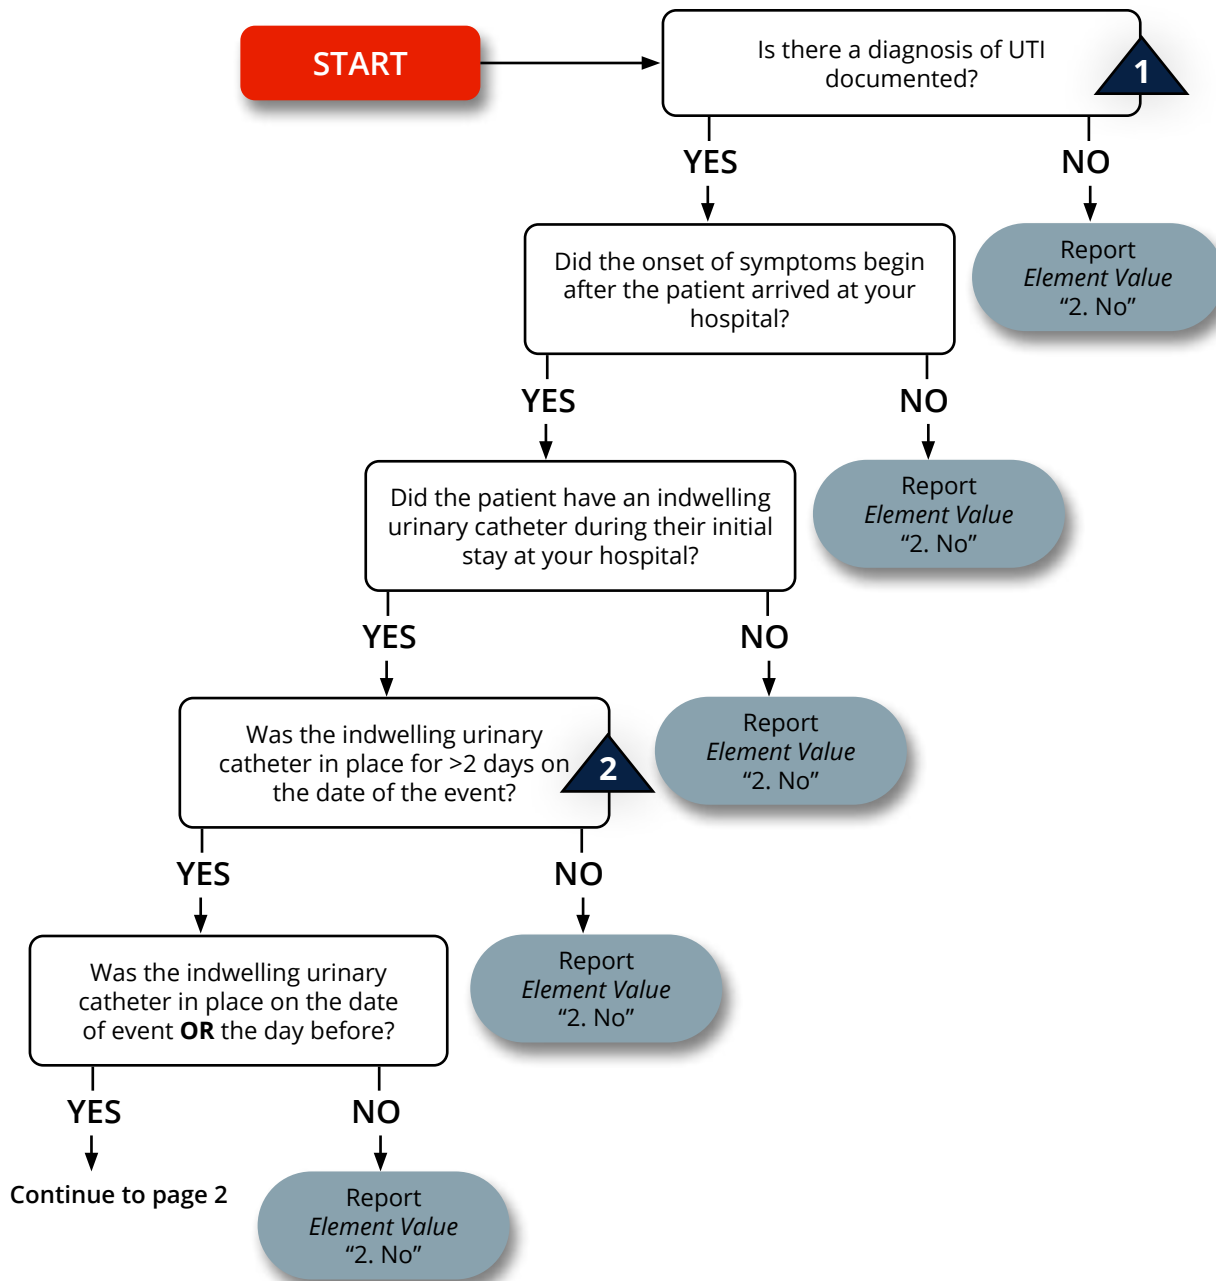 START
Is there a diagnosis of UTI
documented?
1
YES
NO
Did the onset of symptoms begin
after the patient arrived at your
hospital?
Report
Element Value
“2. No”
YES
NO
Did the patient have an indwelling
urinary catheter during their initial
stay at your hospital?
Report
Element Value
“2. No”
YES
NO
Was the indwelling urinary
catheter in place for >2 days on
the date of the event?
2
Report
Element Value
“2. No”
YES
NO
Was the indwelling urinary
catheter in place on the date
of event OR the day before?
Report
Element Value
“2. No”
YES
NO
Continue to page 2
Report
Element Value
“2. No”